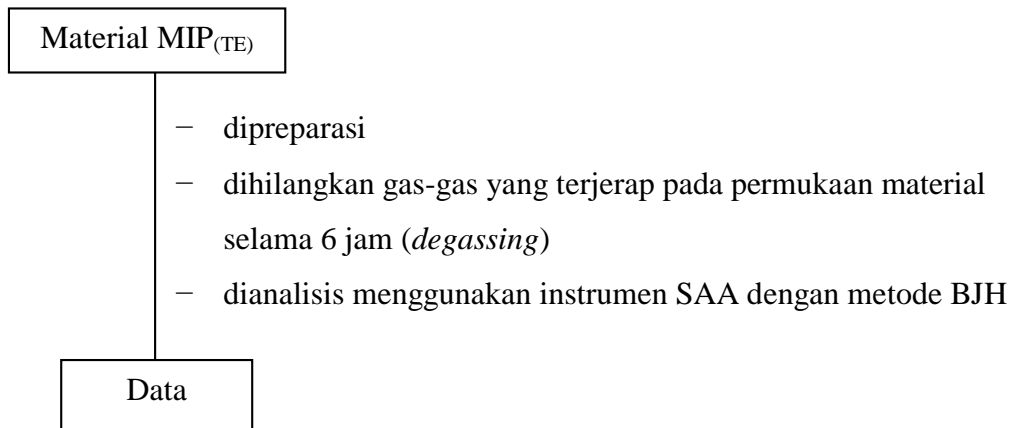 Material MIP(TE)
− dipreparasi
− dihilangkan gas-gas yang terjerap pada permukaan material
selama 6 jam (degassing)
− dianalisis menggunakan instrumen SAA dengan metode BJH
Data